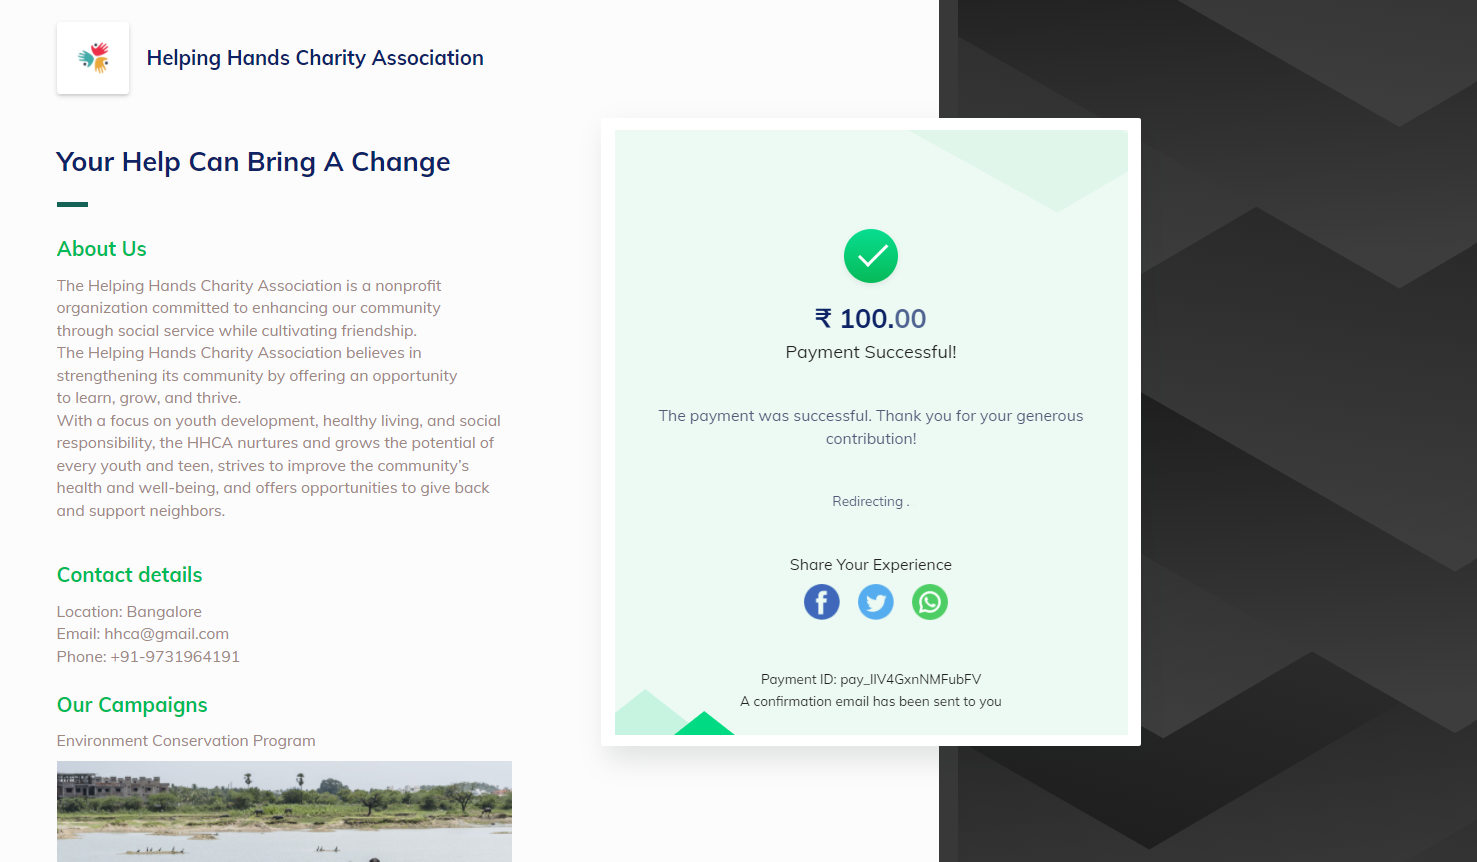 Helping Hands Charity Association
Your Help Can Bring A Change
About Us
The Helping Hands Charity Association is a nonprofit
organization committed to enhancing our community
through social service while cultivating friendship.
The Helping Hands Charity Association believes in
strengthening its community by offering an opportunity
to learn, grow, and thrive.
With a focus on youth development, healthy living, and social
responsibility, the HHCA nurtures and grows the potential of
every youth and teen, strives to improve the community’s
health and well-being, and offers opportunities to give back
and support neighbors.
Contact details
Location: Bangalore
Email: hhca@gmail.com
Phone: +91-9731964191
Our Campaigns
Environment Conservation Program
₹ 100.00
Payment Successful!
The payment was successful. Thank you for your generous
contribution!
Redirecting .
Share Your Experience
Payment ID: pay_IIV4GxnNMFubFV
A confirmation email has been sent to you